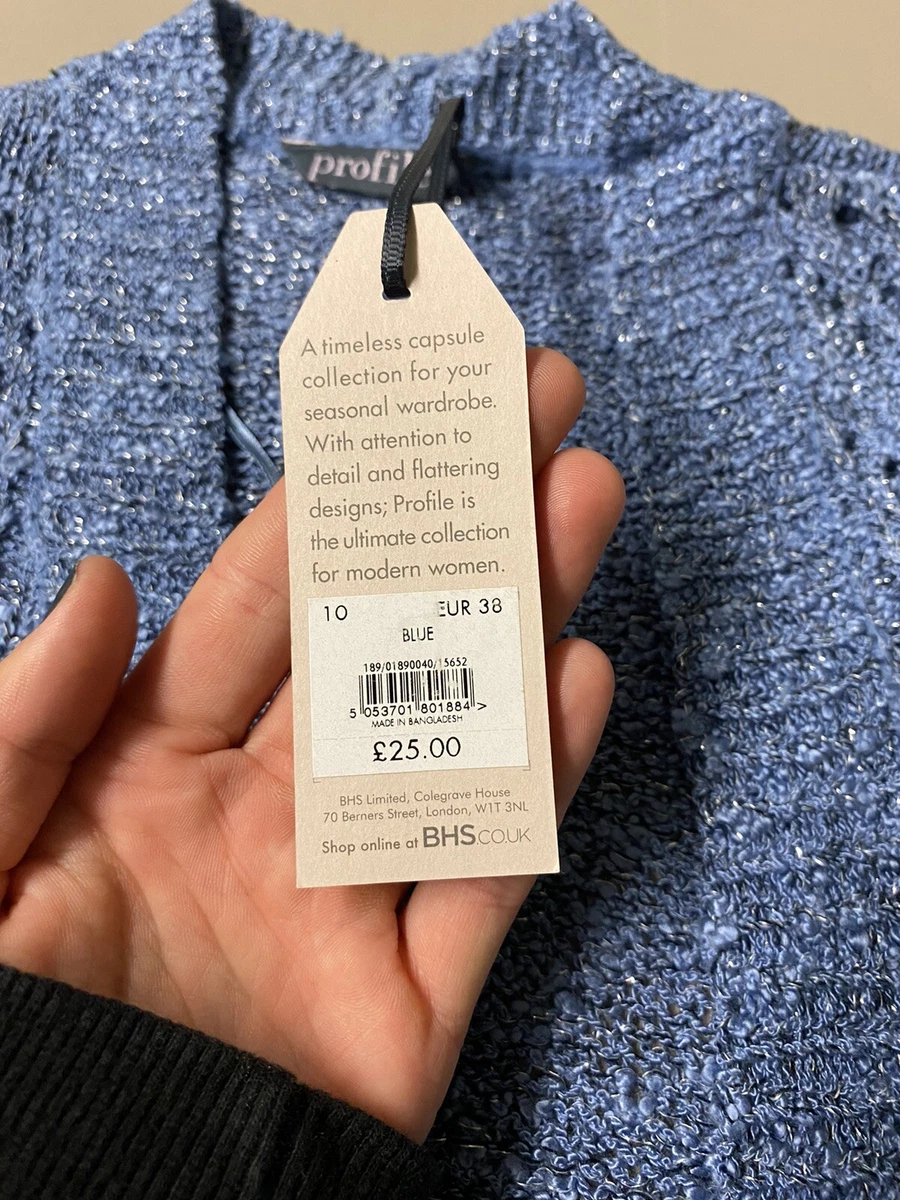 profile
A timeless capsule
collection for your
seasonal wardrobe.
With attention to
detail and flattering
designs; Profile is
the ultimate collection
for modern women.
10 EUR 38
BLUE
189/01890040/15652
5 053701 801884 >
MADE IN BANGLADESH
£25.00
BHS Limited, Colegrave House
70 Berners Street, London, W1T 3NL
Shop online at BHS.CO.UK